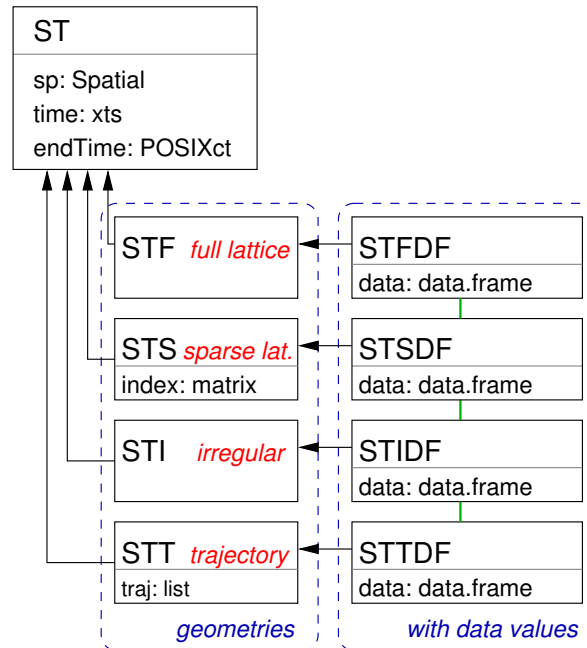 ST
sp: Spatial
time: xts
endTime: POSIXct
STF full lattice
STFDF
data: data.frame
STS sparse lat.
index: matrix
STSDF
data: data.frame
STI irregular
STIDF
data: data.frame
STT trajectory
traj: list
STTDF
data: data.frame
geometries
with data values